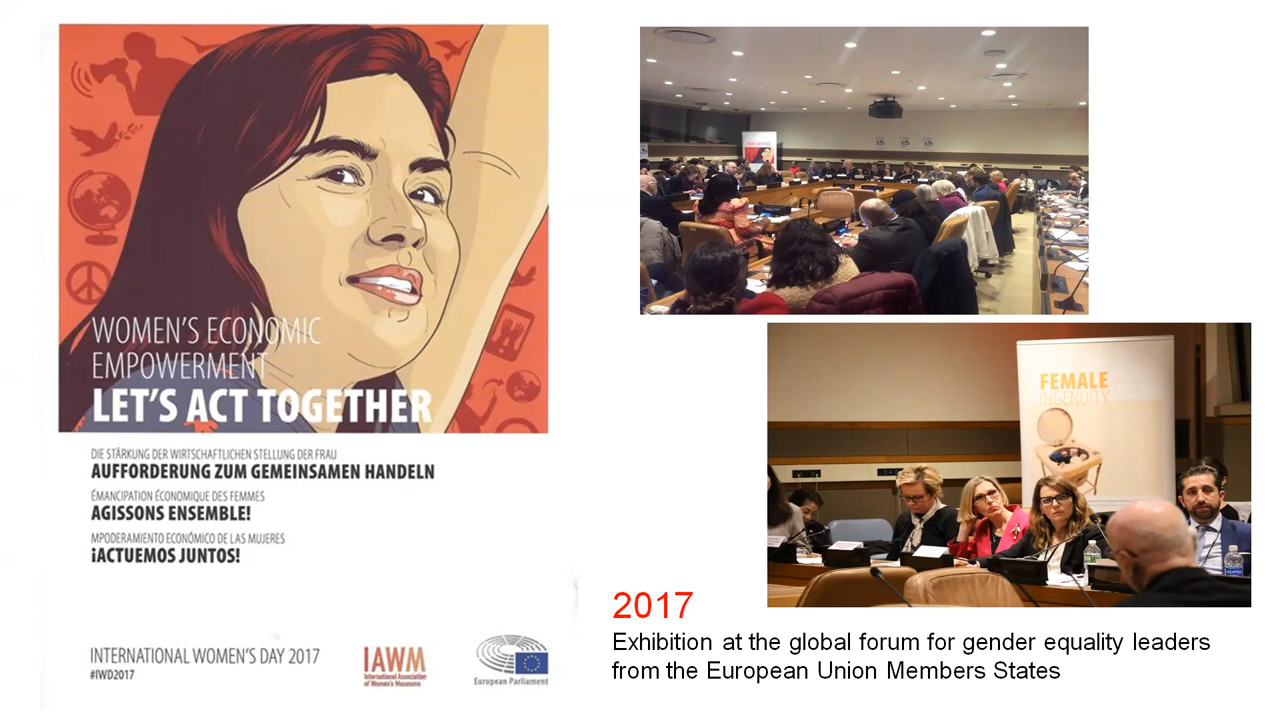 WOMEN'S ECONOMIC
EMPOWERMENT
LET'S ACT TOGETHER
DIE STÄRKUNG DER WIRTSCHAFTLICHEN STELLUNG DER FRAU
AUFFORDERUNG ZUM GEMEINSAMEN HANDELN
ÉMANCIPATION ÉCONOMIQUE DES FEMMES
AGISSONS ENSEMBLE!
MPODERAMIENTO ECONÓMICO DE LAS MUJERES
¡ACTUEMOS JUNTOS!
INTERNATIONAL WOMEN'S DAY 2017
#IWD2017
IAWM
International Association
of Women's Museums
European Parliament
FEMALE
INGENUITY
2017
Exhibition at the global forum for gender equality leaders
from the European Union Members States